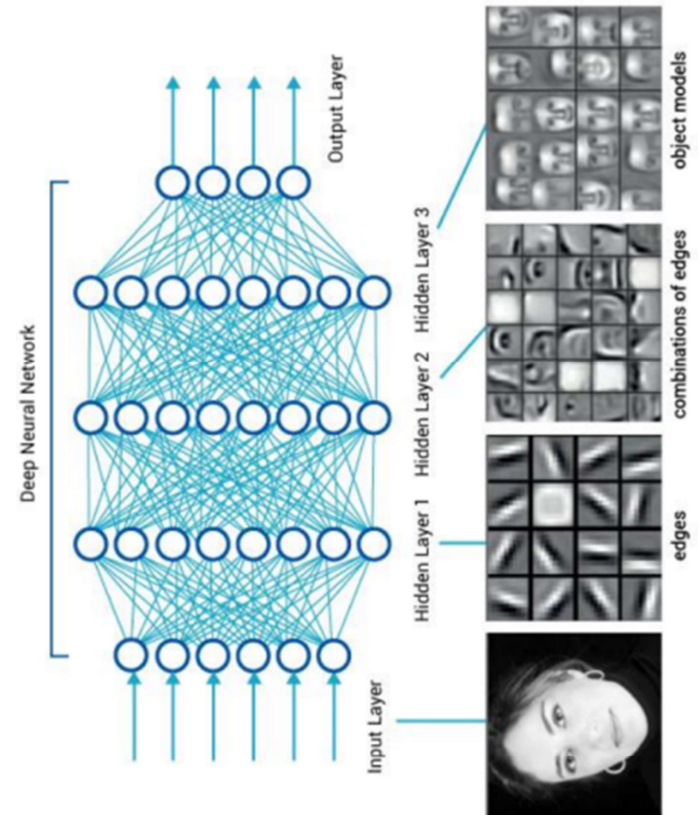 Deep Neural Network
Input Layer
Hidden Layer 1
Hidden Layer 2
Hidden Layer 3
Output Layer
edges
combinations of edges
object models